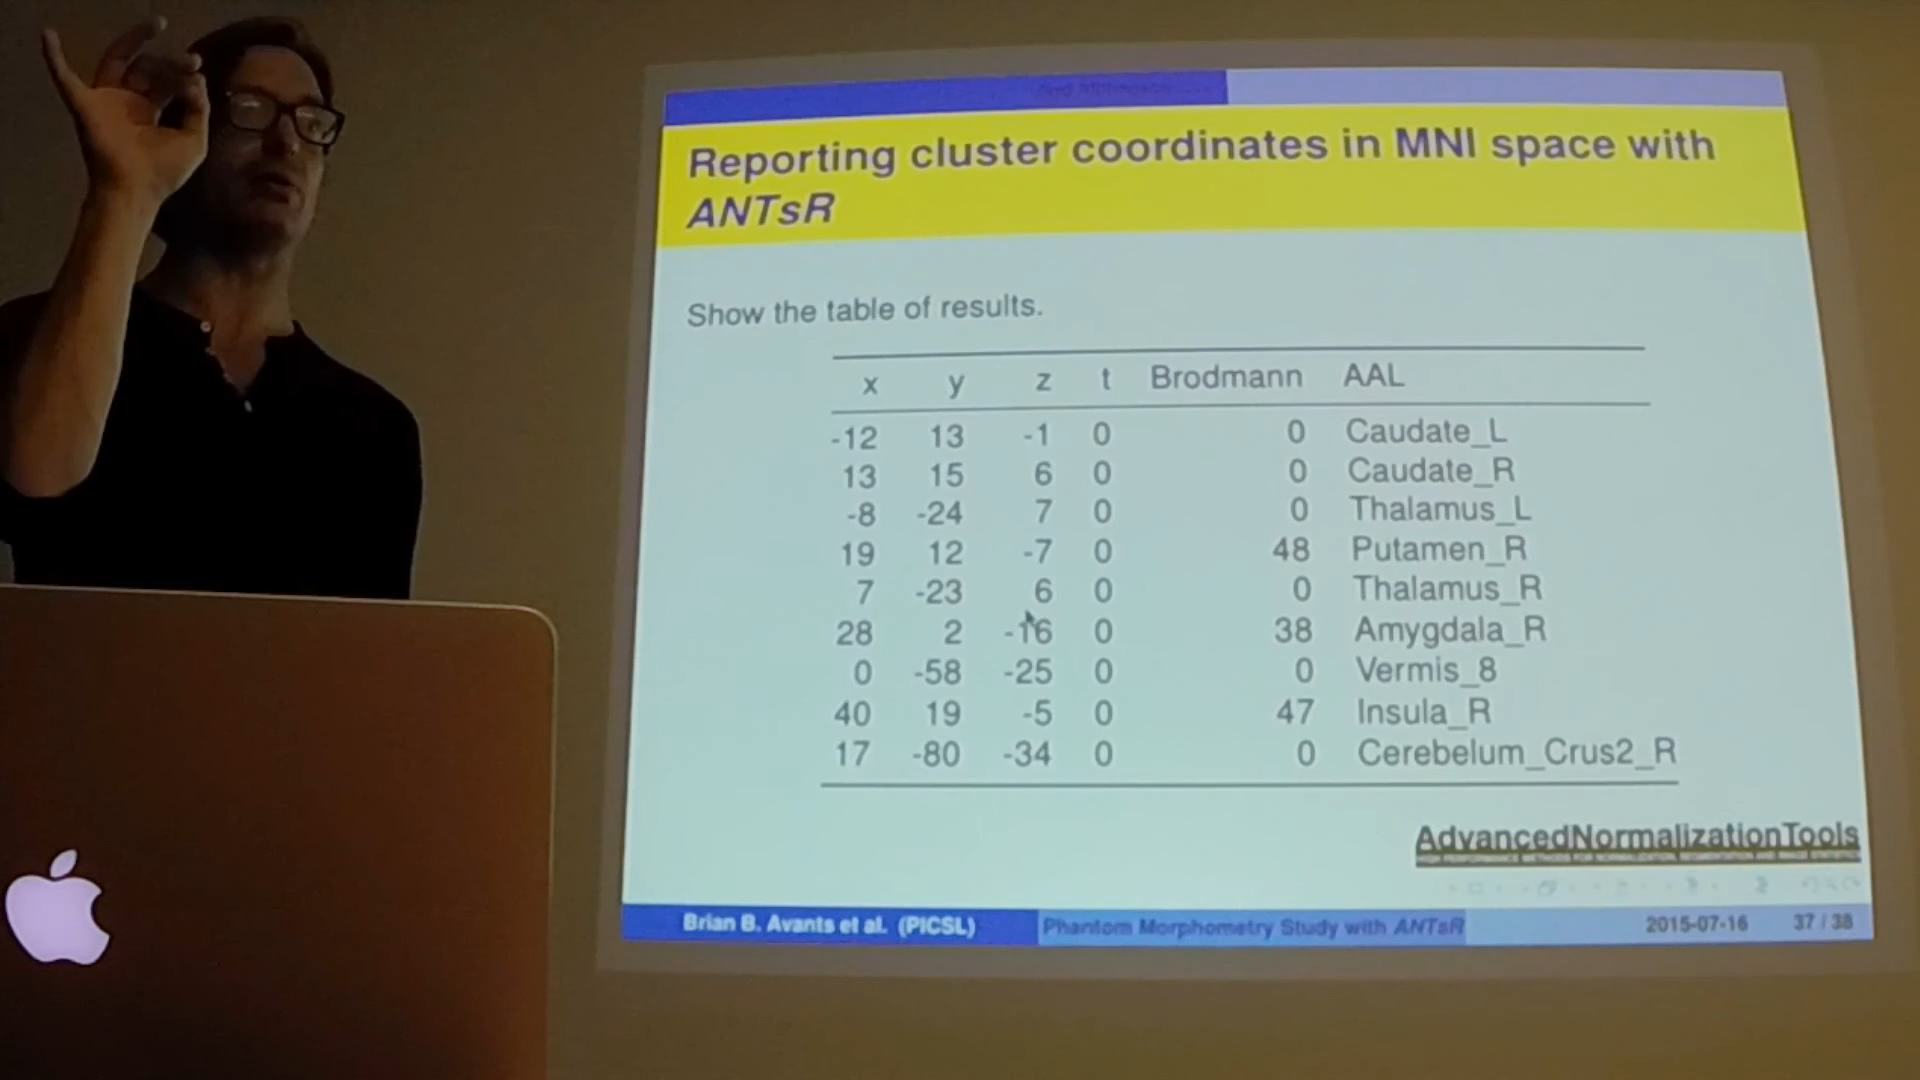 Reporting cluster coordinates in MNI space with
ANTsR
Show the table of results.
x y z t Brodmann AAL
-12 13 -1 0 0 Caudate_L
13 15 6 0 0 Caudate_R
-8 -24 7 0 0 Thalamus_L
19 12 -7 0 48 Putamen_R
7 -23 6 0 0 Thalamus_R
28 2 -16 0 38 Amygdala_R
0 -58 -25 0 0 Vermis_8
40 19 -5 0 47 Insula_R
17 -80 -34 0 0 Cerebelum_Crus2_R
AdvancedNormalizationTools
Brian B. Avants et al. (PICSL) Phantom Morphometry Study with ANTsR 2015-07-16 37 / 38